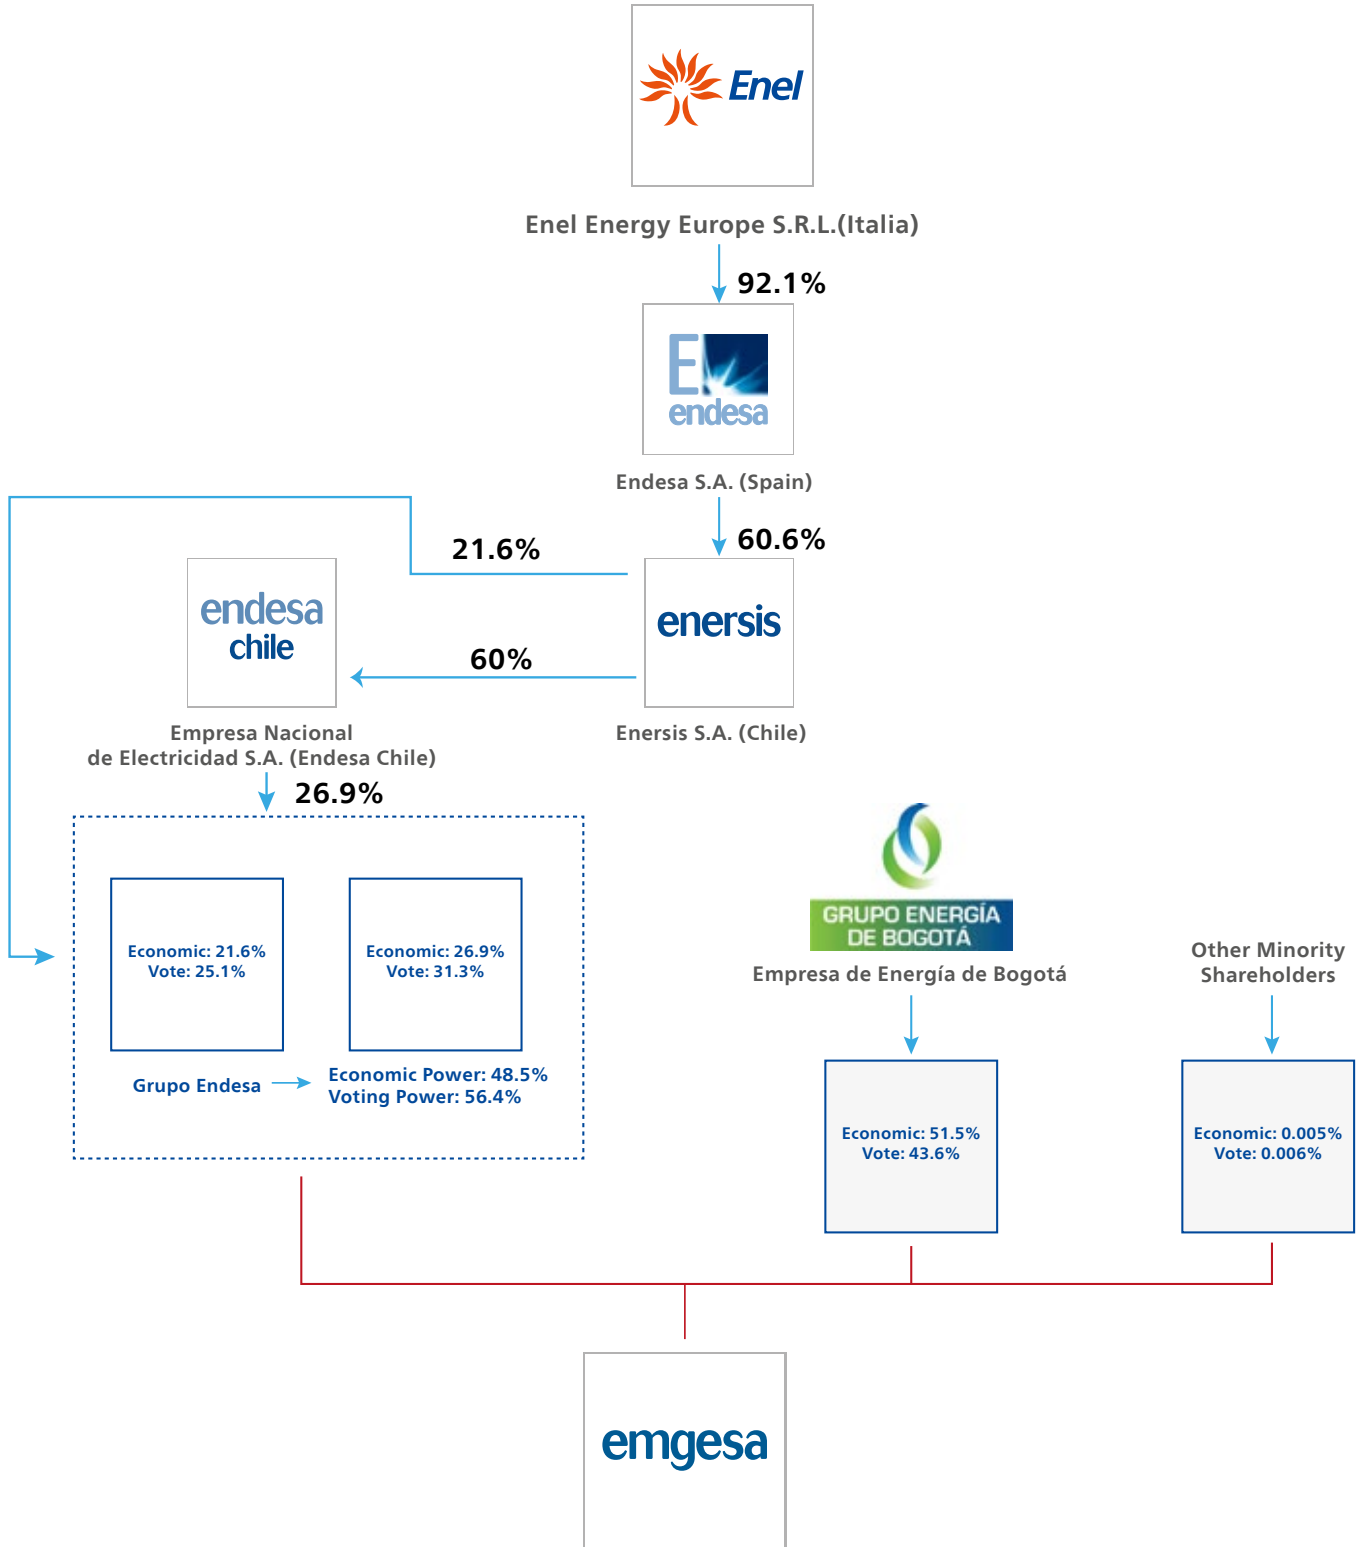 Enel
Enel Energy Europe S.R.L.(Italia)
92.1%
E
endesa
Endesa S.A. (Spain)
60.6%
21.6%
endesa
chile
enersis
60%
Empresa Nacional
de Electricidad S.A. (Endesa Chile)
Enersis S.A. (Chile)
26.9%
Economic: 21.6%
Vote: 25.1%
Economic: 26.9%
Vote: 31.3%
Grupo Endesa
Economic Power: 48.5%
Voting Power: 56.4%
GRUPO ENERGÍA
DE BOGOTÁ
Empresa de Energía de Bogotá
Other Minority
Shareholders
Economic: 51.5%
Vote: 43.6%
Economic: 0.005%
Vote: 0.006%
emgesa